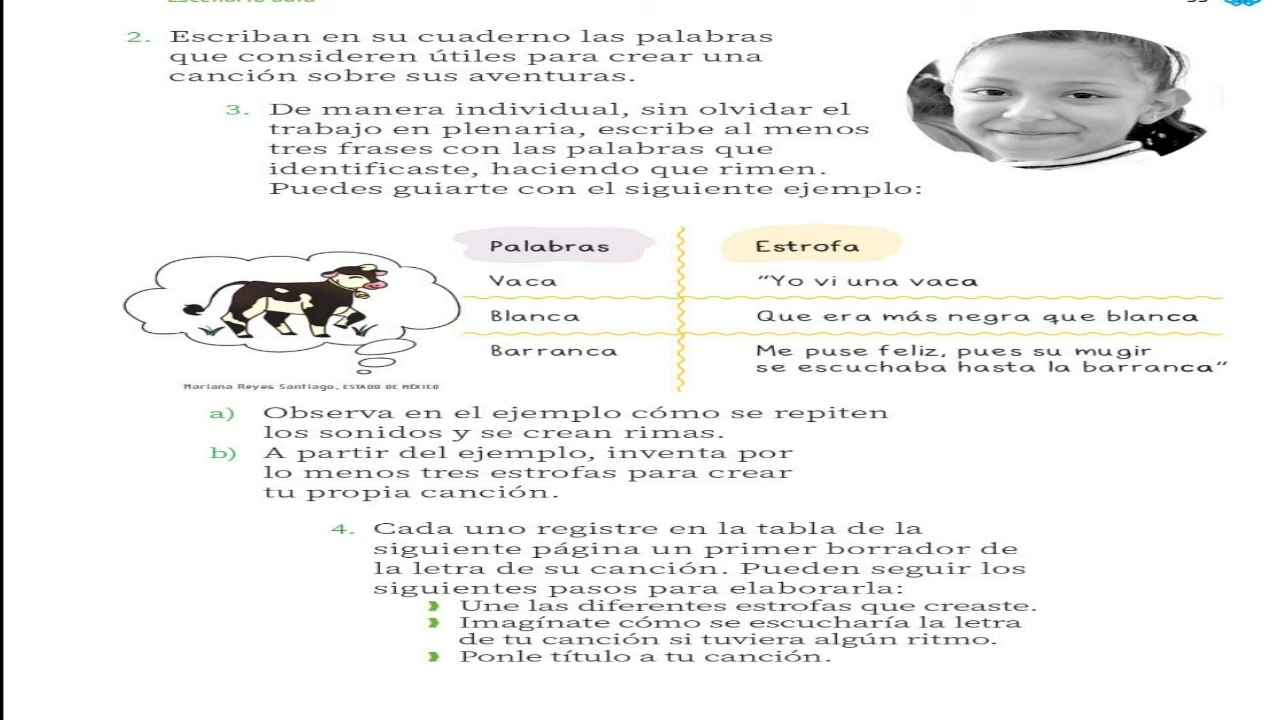 2. Escriban en su cuaderno las palabras
que consideren útiles para crear una
canción sobre sus aventuras.
3. De manera individual, sin olvidar el
trabajo en plenaria, escribe al menos
tres frases con las palabras que
identificaste, haciendo que rimen.
Puedes guiarte con el siguiente ejemplo:
Palabras Estrofa
Vaca "Yo vi una vaca
Blanca Que era más negra que blanca
Barranca Me puse feliz, pues su mugir
se escuchaba hasta la barranca"
Mariana Reyes Santiago, ESTADO DE MÉXICO
a) Observa en el ejemplo cómo se repiten
los sonidos y se crean rimas.
b) A partir del ejemplo, inventa por
lo menos tres estrofas para crear
tu propia canción.
4. Cada uno registre en la tabla de la
siguiente página un primer borrador de
la letra de su canción. Pueden seguir los
siguientes pasos para elaborarla:
Une las diferentes estrofas que creaste.
Imagínate cómo se escucharía la letra
de tu canción si tuviera algún ritmo.
Ponle título a tu canción.